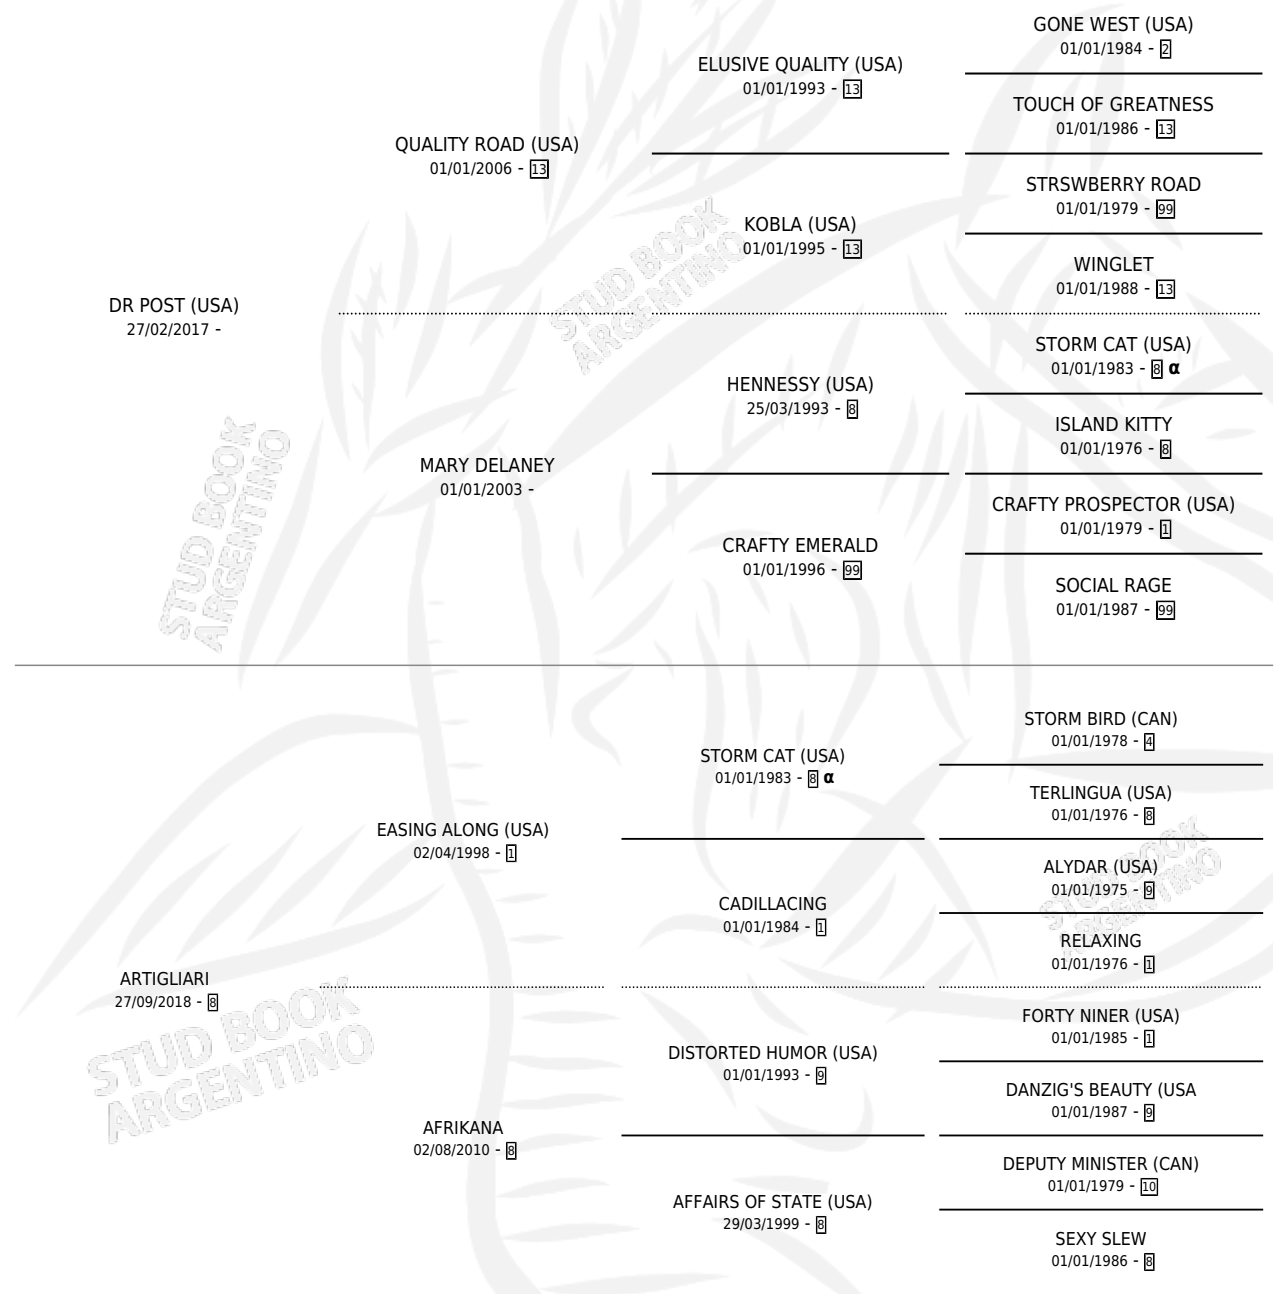 GONE WEST (USA)
01/01/1984 - 2
ELUSIVE QUALITY (USA)
01/01/1993 - 13
TOUCH OF GREATNESS
01/01/1986 - 13
QUALITY ROAD (USA)
01/01/2006 - 13
STRSWBERRY ROAD
01/01/1979 - 99
KOBLA (USA)
01/01/1995 - 13
WINGLET
01/01/1988 - 13
STUD BOOK
ARGENTINO
DR POST (USA)
27/02/2017 -
STORM CAT (USA)
01/01/1983 - 8 α
HENNESSY (USA)
25/03/1993 - 8
ISLAND KITTY
01/01/1976 - 8
MARY DELANEY
01/01/2003 -
CRAFTY PROSPECTOR (USA)
01/01/1979 - 1
CRAFTY EMERALD
01/01/1996 - 99
SOCIAL RAGE
01/01/1987 - 99
STUD BOOK
ARGENTINO
STORM BIRD (CAN)
01/01/1978 - 4
STORM CAT (USA)
01/01/1983 - 8 α
TERLINGUA (USA)
01/01/1976 - 8
EASING ALONG (USA)
02/04/1998 - 1
ALYDAR (USA)
01/01/1975 - 9
CADILLACING
01/01/1984 - 1
RELAXING
01/01/1976 - 1
STUD BOOK
ARGENTINO
ARTIGLIARI
27/09/2018 - 8
STUD BOOK
ARGENTINO
FORTY NINER (USA)
01/01/1985 - 1
DISTORTED HUMOR (USA)
01/01/1993 - 9
DANZIG'S BEAUTY (USA
01/01/1987 - 9
AFRIKANA
02/08/2010 - 8
DEPUTY MINISTER (CAN)
01/01/1979 - 10
AFFAIRS OF STATE (USA)
29/03/1999 - 8
SEXY SLEW
01/01/1986 - 8